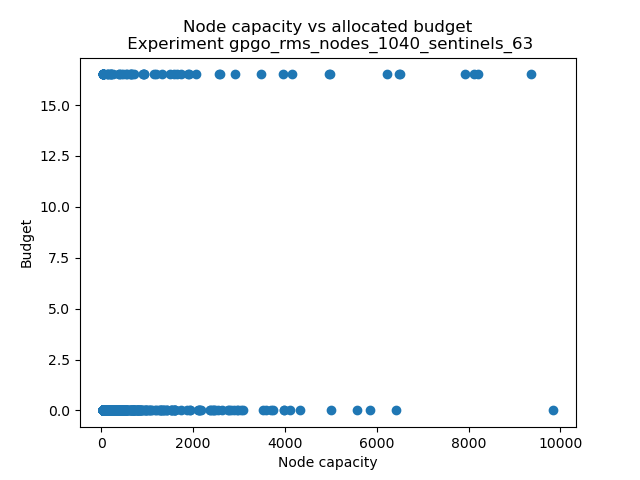 Node capacity vs allocated budget
Experiment gpgo_rms_nodes_1040_sentinels_63
Budget
15.0
12.5
10.0
7.5
5.0
2.5
0.0
0 2000 4000 6000 8000 10000
Node capacity